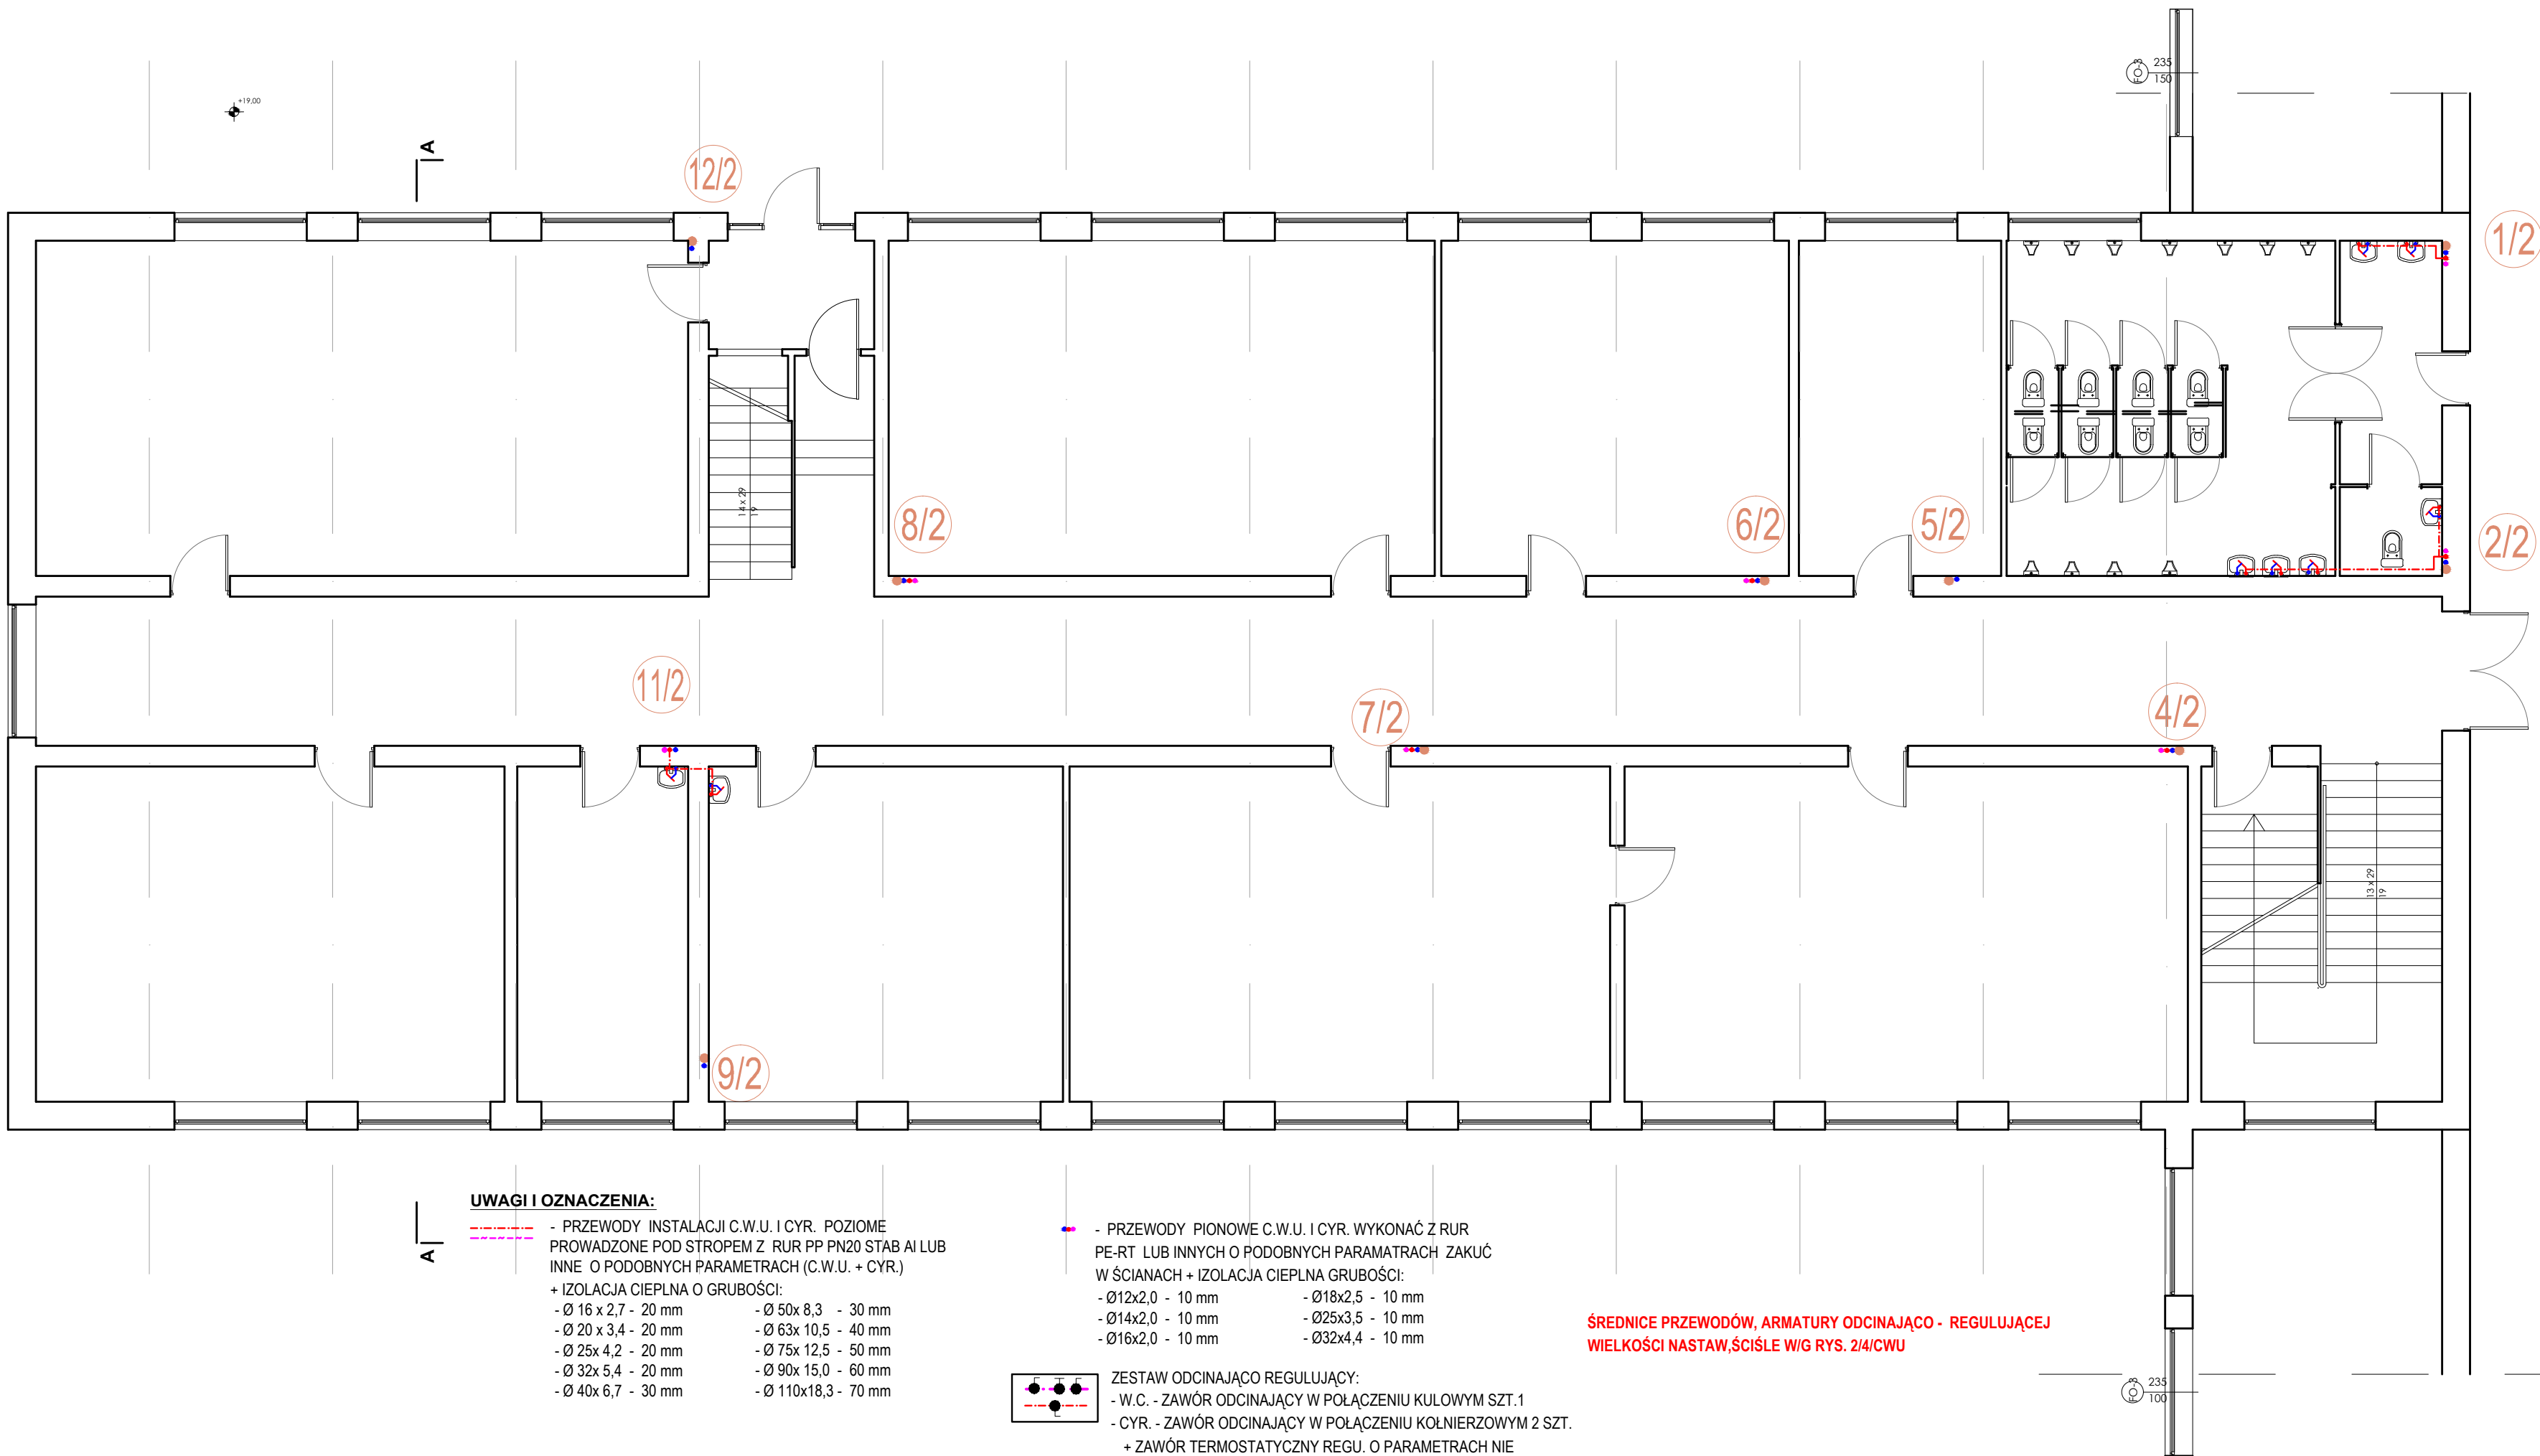 +19,00
A
12/2
FO-3
235
150
1/2
14 x 29
19
8/2
6/2
5/2
2/2
11/2
7/2
4/2
13 x 29
19
9/2
A
UWAGI I OZNACZENIA:
- PRZEWODY INSTALACJI C.W.U. I CYR. POZIOME
PROWADZONE POD STROPEM Z RUR PP PN20 STAB Al LUB
INNE O PODOBNYCH PARAMETRACH (C.W.U. + CYR.)
+ IZOLACJA CIEPLNA O GRUBOŚCI:
- Ø 16 x 2,7 - 20 mm
- Ø 20 x 3,4 - 20 mm
- Ø 25x 4,2 - 20 mm
- Ø 32x 5,4 - 20 mm
- Ø 40x 6,7 - 30 mm
- Ø 50x 8,3 - 30 mm
- Ø 63x 10,5 - 40 mm
- Ø 75x 12,5 - 50 mm
- Ø 90x 15,0 - 60 mm
- Ø 110x18,3 - 70 mm
- PRZEWODY PIONOWE C.W.U. I CYR. WYKONAĆ Z RUR
PE-RT LUB INNYCH O PODOBNYCH PARAMATRACH ZAKUĆ
W ŚCIANACH + IZOLACJA CIEPLNA GRUBOŚCI:
- Ø12x2,0 - 10 mm
- Ø14x2,0 - 10 mm
- Ø16x2,0 - 10 mm
- Ø18x2,5 - 10 mm
- Ø25x3,5 - 10 mm
- Ø32x4,4 - 10 mm
ZESTAW ODCINAJĄCO REGULUJĄCY:
- W.C. - ZAWÓR ODCINAJĄCY W POŁĄCZENIU KULOWYM SZT.1
- CYR. - ZAWÓR ODCINAJĄCY W POŁĄCZENIU KOŁNIERZOWYM 2 SZT.
+ ZAWÓR TERMOSTATYCZNY REGU. O PARAMETRACH NIE
ŚREDNICE PRZEWODÓW, ARMATURY ODCINAJĄCO - REGULUJĄCEJ
WIELKOŚCI NASTAW,ŚCIŚLE W/G RYS. 2/4/CWU
FO-3
235
100